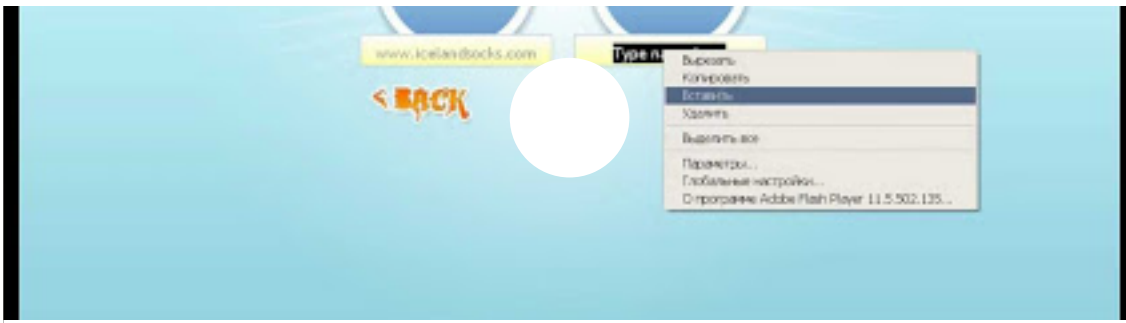 www.icelandsocks.com
Type n
Вырезать
< BACK
Копировать
Вставить
Удалить
Выделить все
Параметры...
Глобальные настройки...
О программе Adobe Flash Player 11.5.502.135...